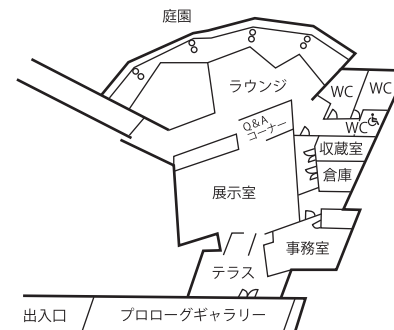 庭園
ラウンジ
WC
WC
Q&A
コーナー
WC
収蔵室
倉庫
展示室
事務室
テラス
出入口
プロローグギャラリー